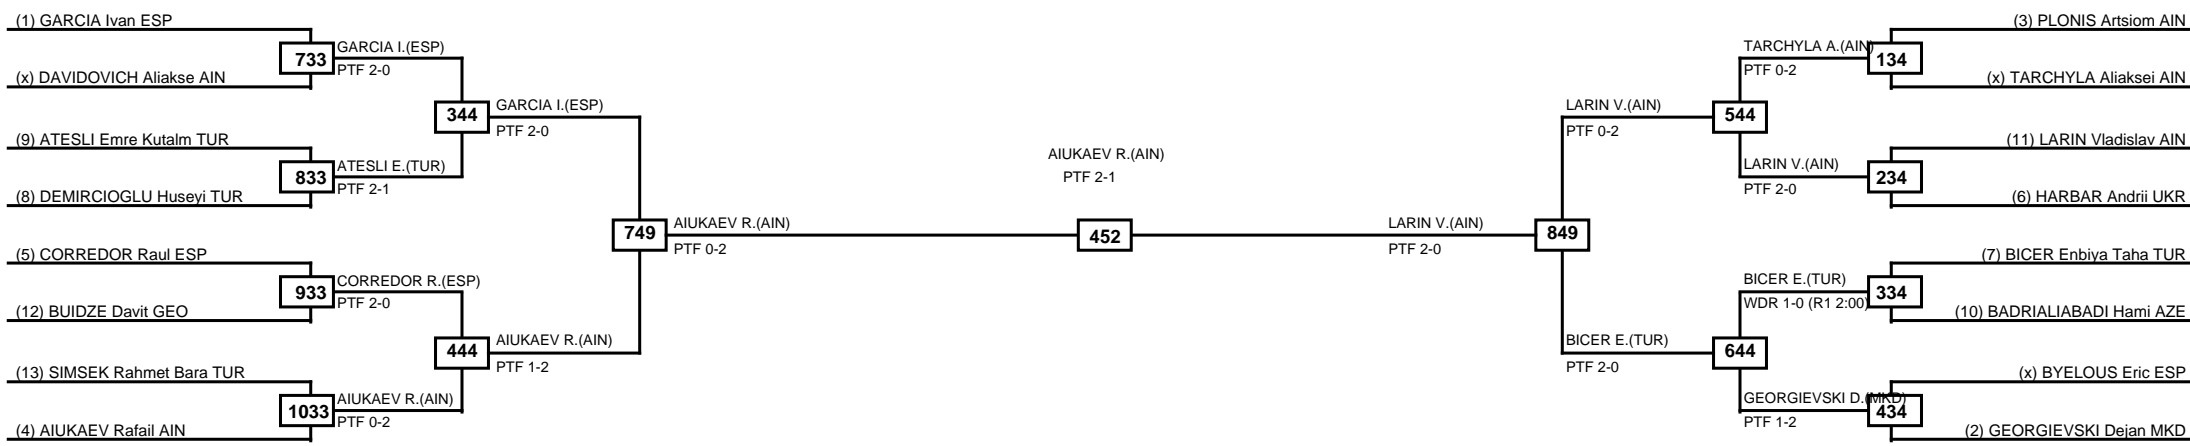 (1) GARCIA Ivan ESP
(x) DAVIDOVICH Aliakse AIN
(9) ATESLI Emre Kutalm TUR
(8) DEMIRCIOGLU Huseyi TUR
(5) CORREDOR Raul ESP
(12) BUIDZE Davit GEO
(13) SIMSEK Rahmet Bara TUR
(4) AIUKAEV Rafail AIN
733
GARCIA I.(ESP)
PTF 2-0
833
ATESLI E.(TUR)
PTF 2-1
933
CORREDOR R.(ESP)
PTF 2-0
1033
AIUKAEV R.(AIN)
PTF 0-2
344
GARCIA I.(ESP)
PTF 2-0
444
AIUKAEV R.(AIN)
PTF 1-2
749
AIUKAEV R.(AIN)
PTF 0-2
AIUKAEV R.(AIN)
PTF 2-1
452
LARIN V.(AIN)
PTF 2-0
849
LARIN V.(AIN)
PTF 0-2
544
BICER E.(TUR)
PTF 2-0
644
TARCHYLA A.(AIN)
PTF 0-2
134
LARIN V.(AIN)
PTF 2-0
234
BICER E.(TUR)
WDR 1-0 (R1 2:00)
334
GEORGIEVSKI D.(MKD)
PTF 1-2
434
(3) PLONIS Artsiom AIN
(x) TARCHYLA Aliaksei AIN
(11) LARIN Vladislav AIN
(6) HARBAR Andrii UKR
(7) BICER Enbiya Taha TUR
(10) BADRIALIABADI Hami AZE
(x) BYELOUS Eric ESP
(2) GEORGIEVSKI Dejan MKD